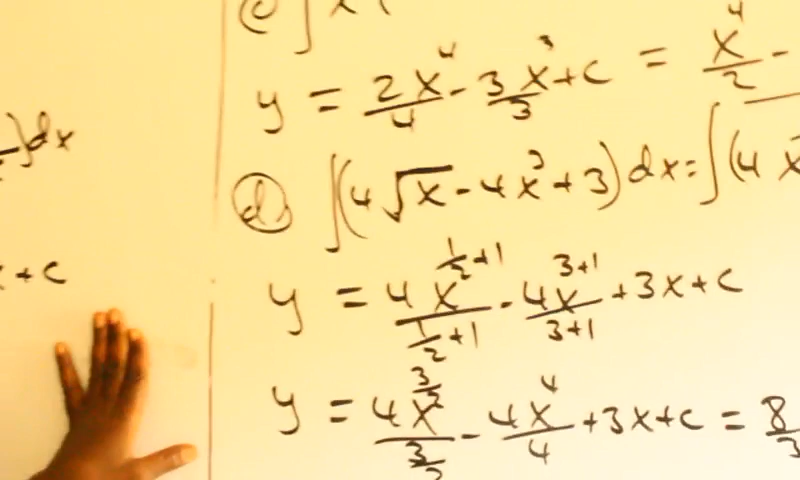 (c) ∫ x
y = 2x⁴/4 - 3x³/3 + c = x⁴/2 -
}dx
(d) ∫(4√x - 4x³ + 3) dx = ∫(4 x
+ c
y = 4x^(1/2+1)/(1/2+1) - 4x^(3+1)/(3+1) + 3x + c
y = 4x^(3/2)/(3/2) - 4x⁴/4 + 3x + c = 8/3